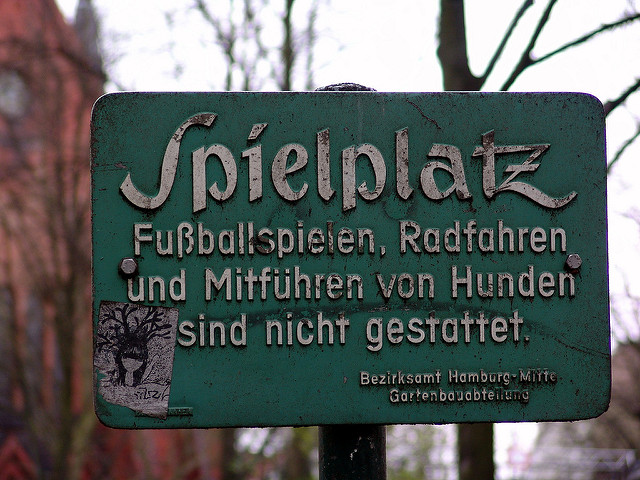 Spielplatz
Fußballspielen, Radfahren
und Mitführen von Hunden
sind nicht gestattet.
Bezirksamt Hamburg-Mitte
Gartenbauabteilung